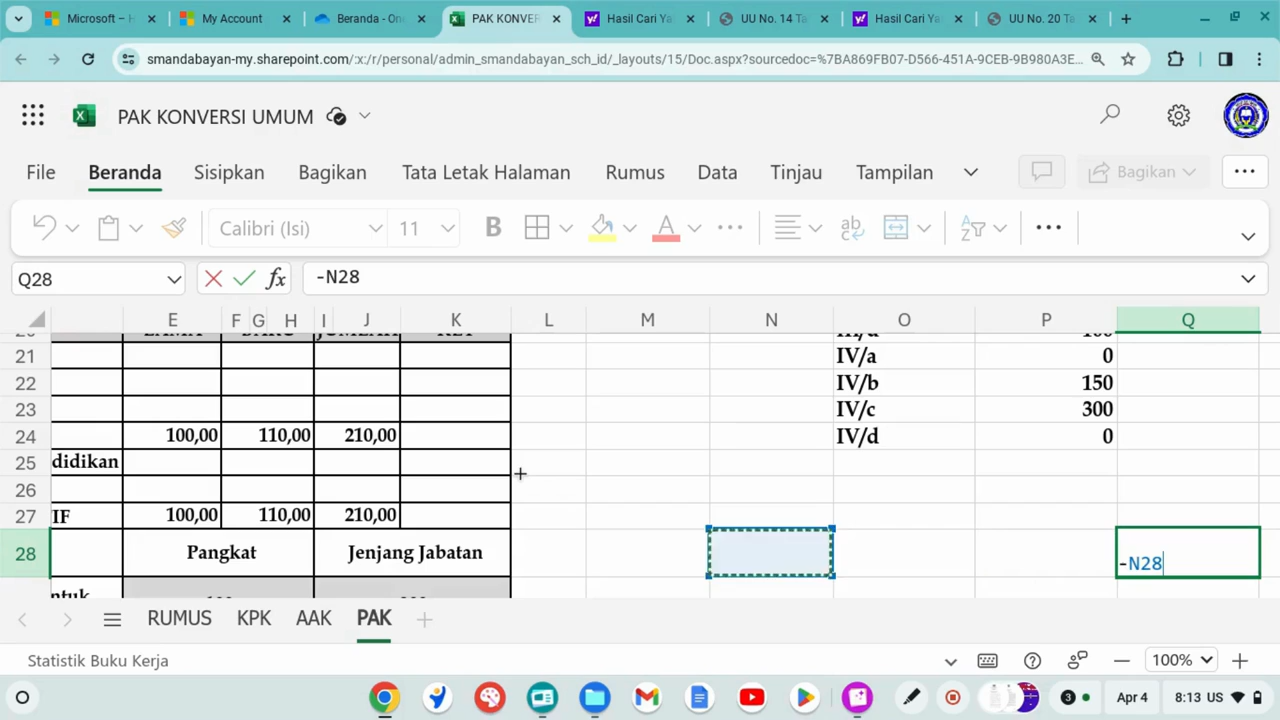 Microsoft – H
My Account
Beranda - On
PAK KONVER
Hasil Cari Ya
UU No. 14 Ta
Hasil Cari Ya
UU No. 20 Ta
smandabayan-my.sharepoint.com/:x:/r/personal/admin_smandabayan_sch_id/_layouts/15/Doc.aspx?sourcedoc=%7BA869FB07-D566-451A-9CEB-9B980A3E...
PAK KONVERSI UMUM
File Beranda Sisipkan Bagikan Tata Letak Halaman Rumus Data Tinjau Tampilan Bagikan
Calibri (Isi) 11 B A ab
Q28 fx -N28
E F G H I J K L M N O P Q
21 IV/a 0
22 IV/b 150
23 IV/c 300
24 100,00 110,00 210,00 IV/d 0
25 didikan
26
27 IF 100,00 110,00 210,00
28 Pangkat Jenjang Jabatan -N28
ntuk
RUMUS KPK AAK PAK
Statistik Buku Kerja 100%
3 Apr 4 8:13 US